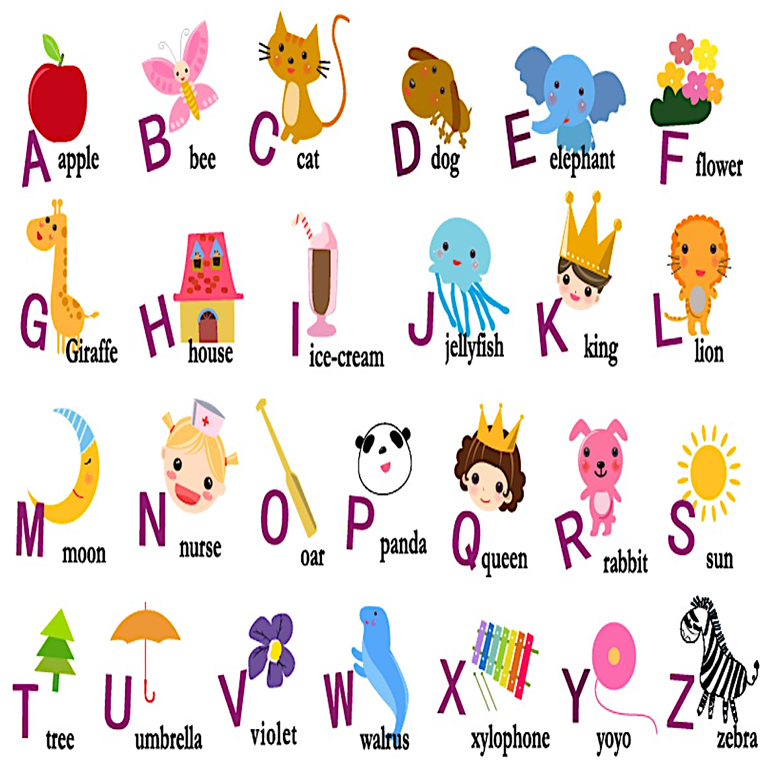 A apple B bee C cat D dog E elephant F flower
G Giraffe H house I ice-cream J jellyfish K king L lion
M moon N nurse O oar P panda Q queen R rabbit S sun
T tree U umbrella V violet W walrus X xylophone Y yoyo Z zebra